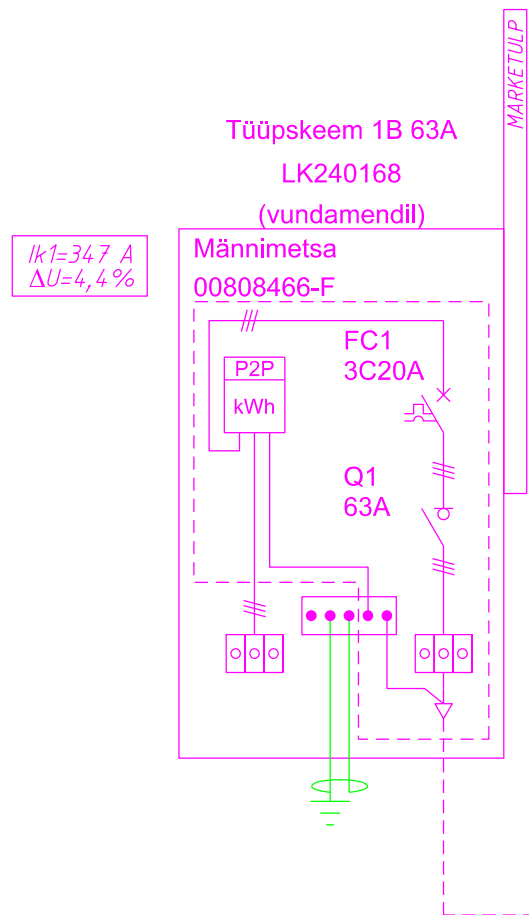 MARKETULP
Tüüpskeem 1B 63A
LK240168
(vundamendil)
Ik1=347 A
ΔU=4,4%
Männimetsa
00808466-F
FC1
3C20A
P2P
kWh
Q1
63A